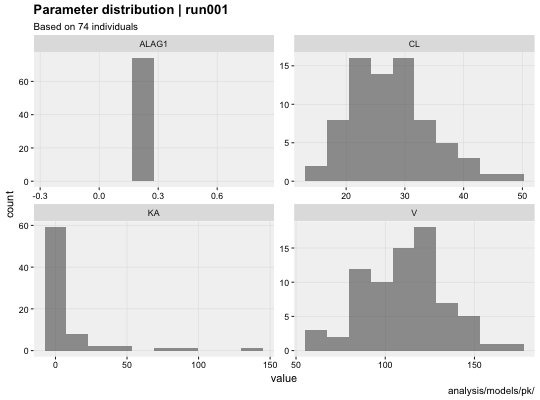 Parameter distribution | run001
Based on 74 individuals
ALAG1
CL
60
40
20
0
-0.3 0.0 0.3 0.6
15
10
5
0
20 30 40 50
count
KA
V
60
40
20
0
0 50 100 150
15
10
5
0
50 100 150
value
analysis/models/pk/